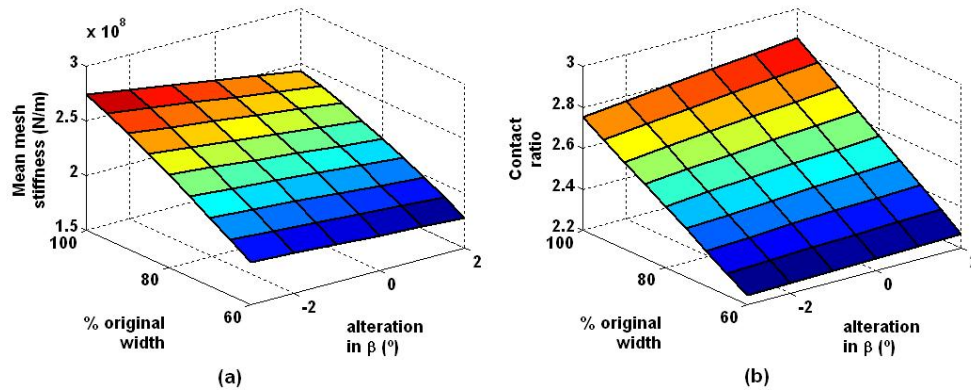 x 10⁸
3
2.5
2
1.5
Mean mesh
stiffness (N/m)
100
80
60
% original
width
-2
0
2
alteration
in β (º)
(a)
3
2.8
2.6
2.4
2.2
Contact
ratio
100
80
60
% original
width
-2
0
alteration
in β (º)
(b)